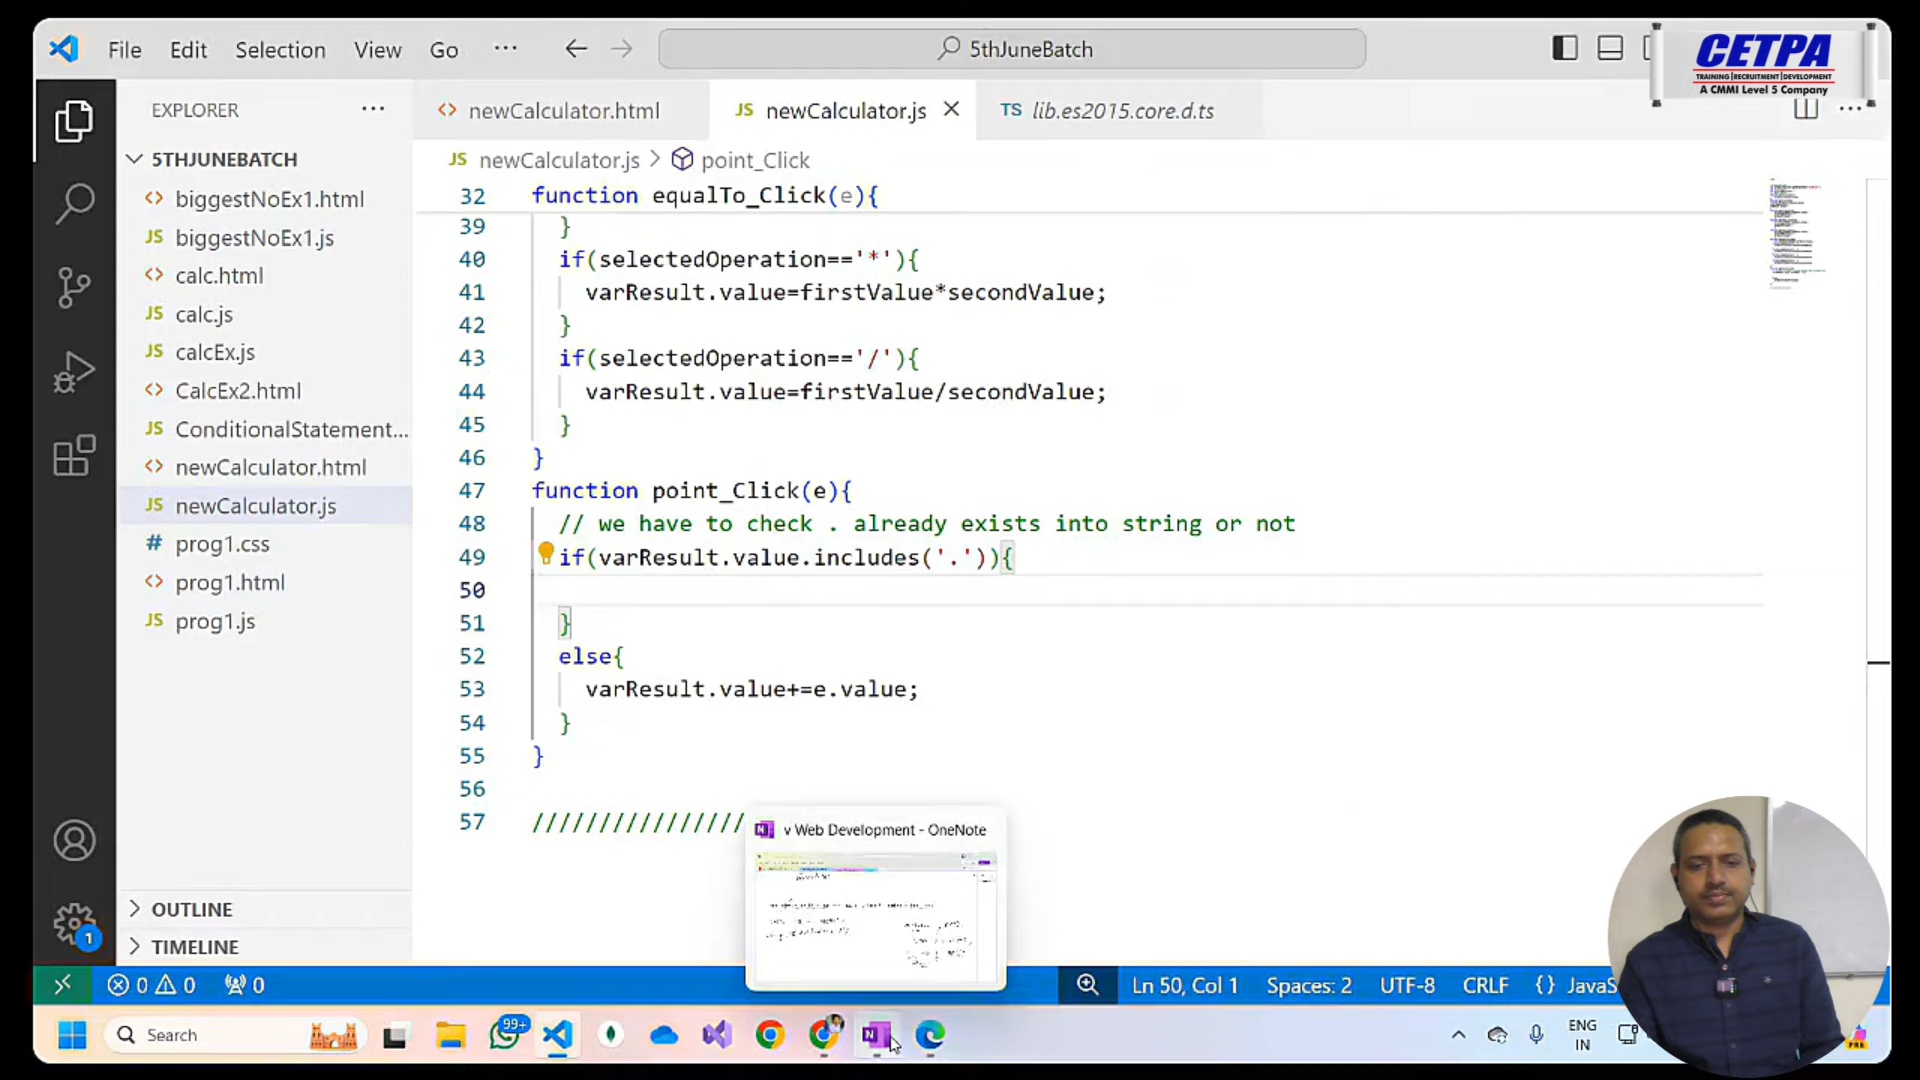 File Edit Selection View Go ··· 5thJuneBatch
CETPA
TRAINING|RECRUITMENT|DEVELOPMENT
A CMMI Level 5 Company
EXPLORER ···
<> newCalculator.html JS newCalculator.js TS lib.es2015.core.d.ts
JS newCalculator.js > point_Click
5THJUNEBATCH
<> biggestNoEx1.html
JS biggestNoEx1.js
<> calc.html
JS calc.js
JS calcEx.js
<> CalcEx2.html
JS ConditionalStatement...
<> newCalculator.html
JS newCalculator.js
# prog1.css
<> prog1.html
JS prog1.js
OUTLINE
TIMELINE
32 function equalTo_Click(e){
39 }
40 if(selectedOperation=='*'){
41 varResult.value=firstValue*secondValue;
42 }
43 if(selectedOperation=='/'){
44 varResult.value=firstValue/secondValue;
45 }
46 }
47 function point_Click(e){
48 // we have to check . already exists into string or not
49 if(varResult.value.includes('.')){
50
51 }
52 else{
53 varResult.value+=e.value;
54 }
55 }
56
57 ////////////////
v Web Development - OneNote
1
0 0 0 Ln 50, Col 1 Spaces: 2 UTF-8 CRLF {} JavaS
Search 99+ ENG
IN
PRE